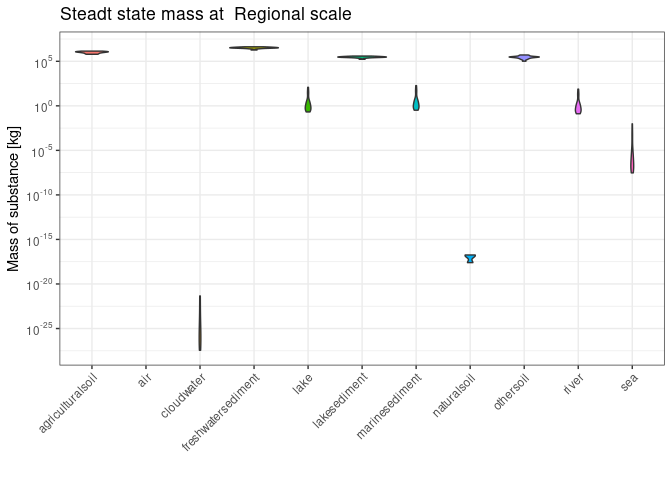 Steadt state mass at  Regional scale
Mass of substance [kg]
10^5
10^0
10^-5
10^-10
10^-15
10^-20
10^-25
agriculturalsoil
air
cloudwater
freshwatersediment
lake
lakesediment
marinesediment
naturalsoil
othersoil
river
sea